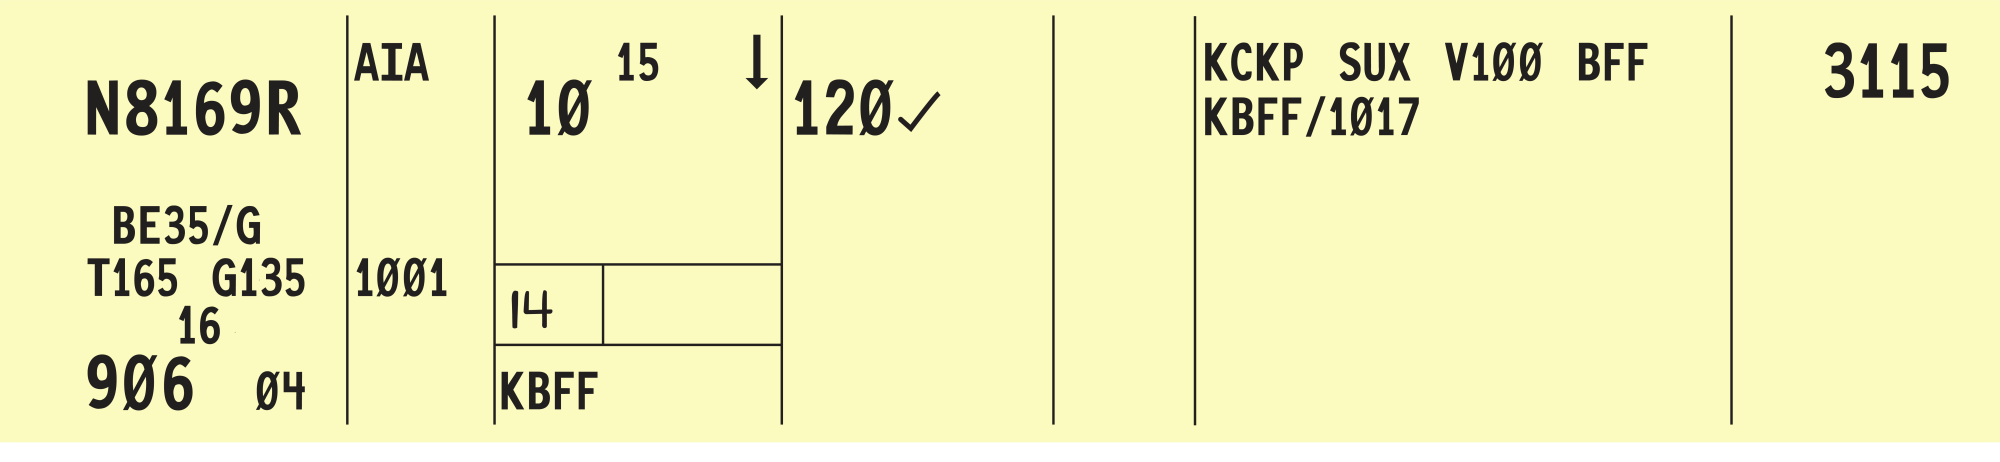 N8169R
BE35/G
T165 G135
16
906 04
AIA
1001
15
10
↓
14
KBFF
120✓
KCKP SUX V100 BFF
KBFF/1017
3115